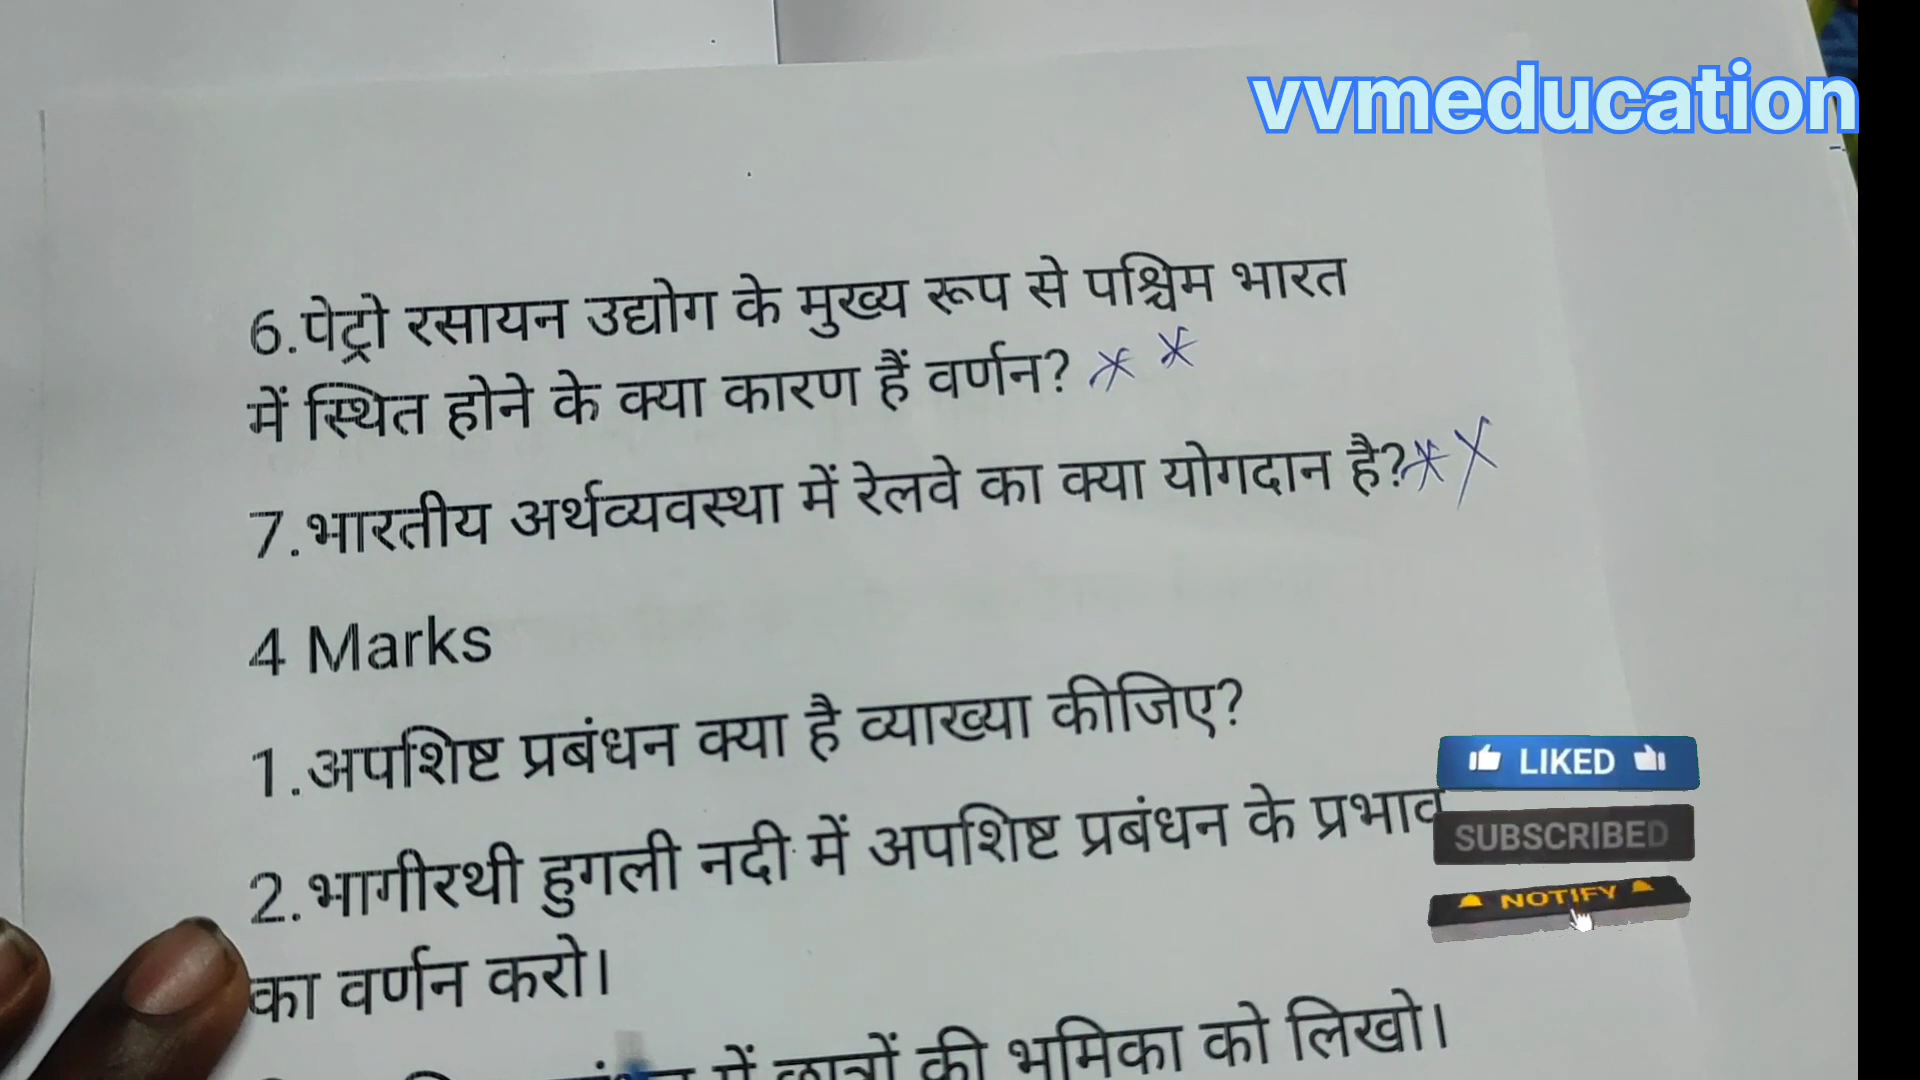 vvmeducation
6.पेट्रो रसायन उद्योग के मुख्य रूप से पश्चिम भारत
में स्थित होने के क्या कारण हैं वर्णन?
7.भारतीय अर्थव्यवस्था में रेलवे का क्या योगदान है?
4 Marks
1.अपशिष्ट प्रबंधन क्या है व्याख्या कीजिए?
LIKED
2.भागीरथी हुगली नदी में अपशिष्ट प्रबंधन के प्रभाव
SUBSCRIBED
NOTIFY
का वर्णन करो।
में छात्रों की भूमिका को लिखो।